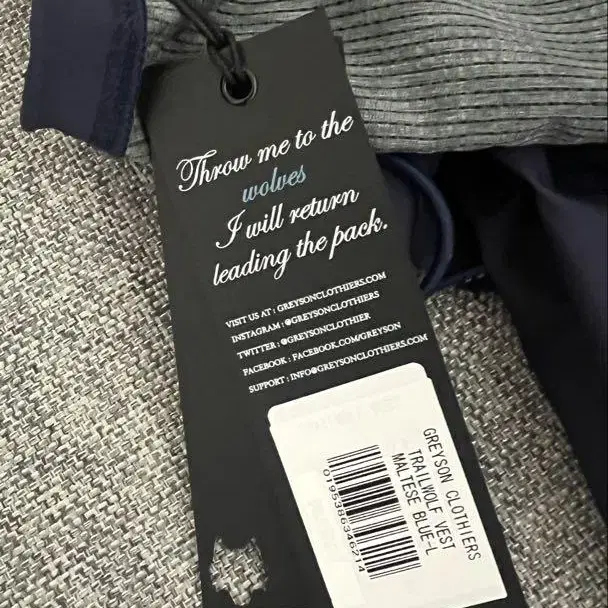 Throw me to the
wolves
I will return
leading the pack.
VISIT US AT : GREYSONCLOTHIERS.COM
INSTAGRAM : @GREYSONCLOTHIERS
TWITTER : @GREYSONCLOTHIER
FACEBOOK : FACEBOOK.COM/GREYSON
SUPPORT : INFO@GREYSONCLOTHIERS.COM
GREYSON CLOTHIERS
TRAILWOLF VEST
MALTESE BLUE-L
0195386346214